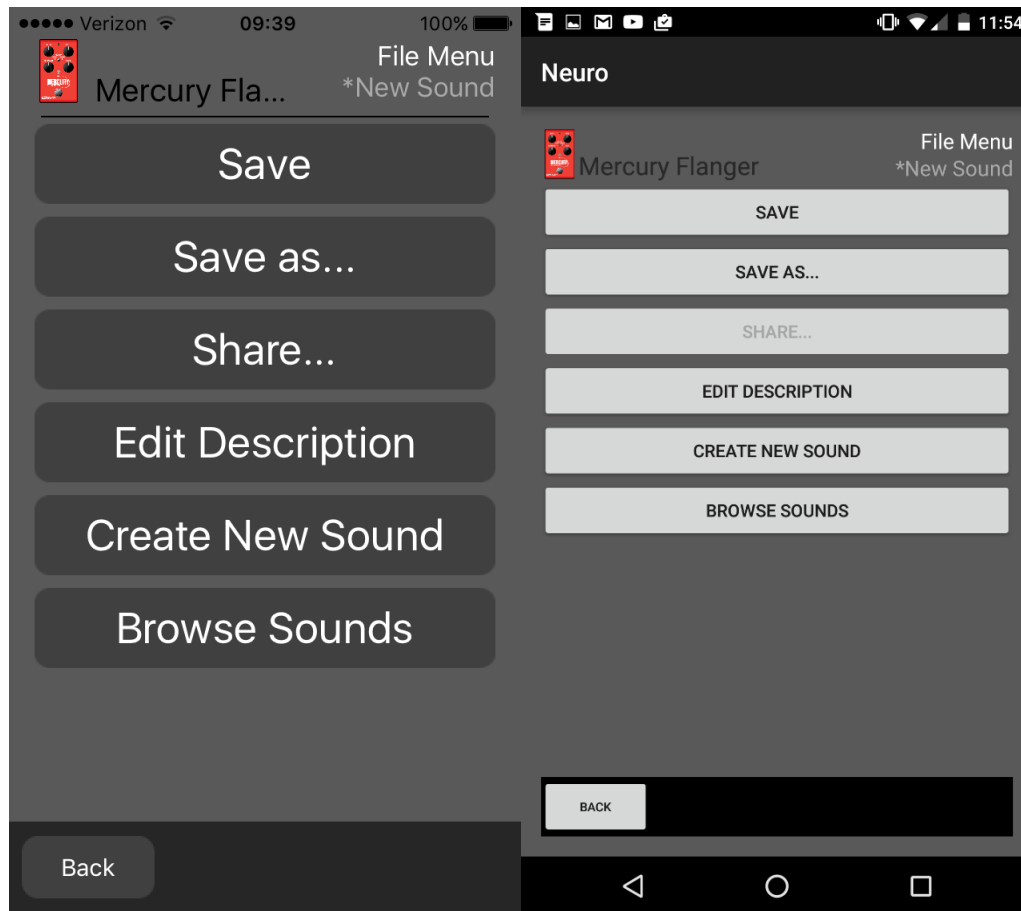 Verizon 09:39 100%
File Menu
Mercury Fla... *New Sound
Save
Save as...
Share...
Edit Description
Create New Sound
Browse Sounds
Back
11:54
Neuro
File Menu
Mercury Flanger *New Sound
SAVE
SAVE AS...
SHARE...
EDIT DESCRIPTION
CREATE NEW SOUND
BROWSE SOUNDS
BACK